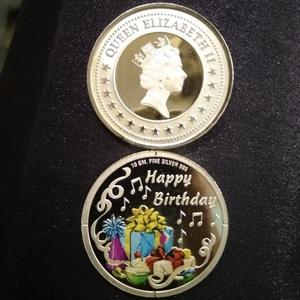 QUEEN ELIZABETH II
10 GM. FINE SILVER 999
Happy
Birthday